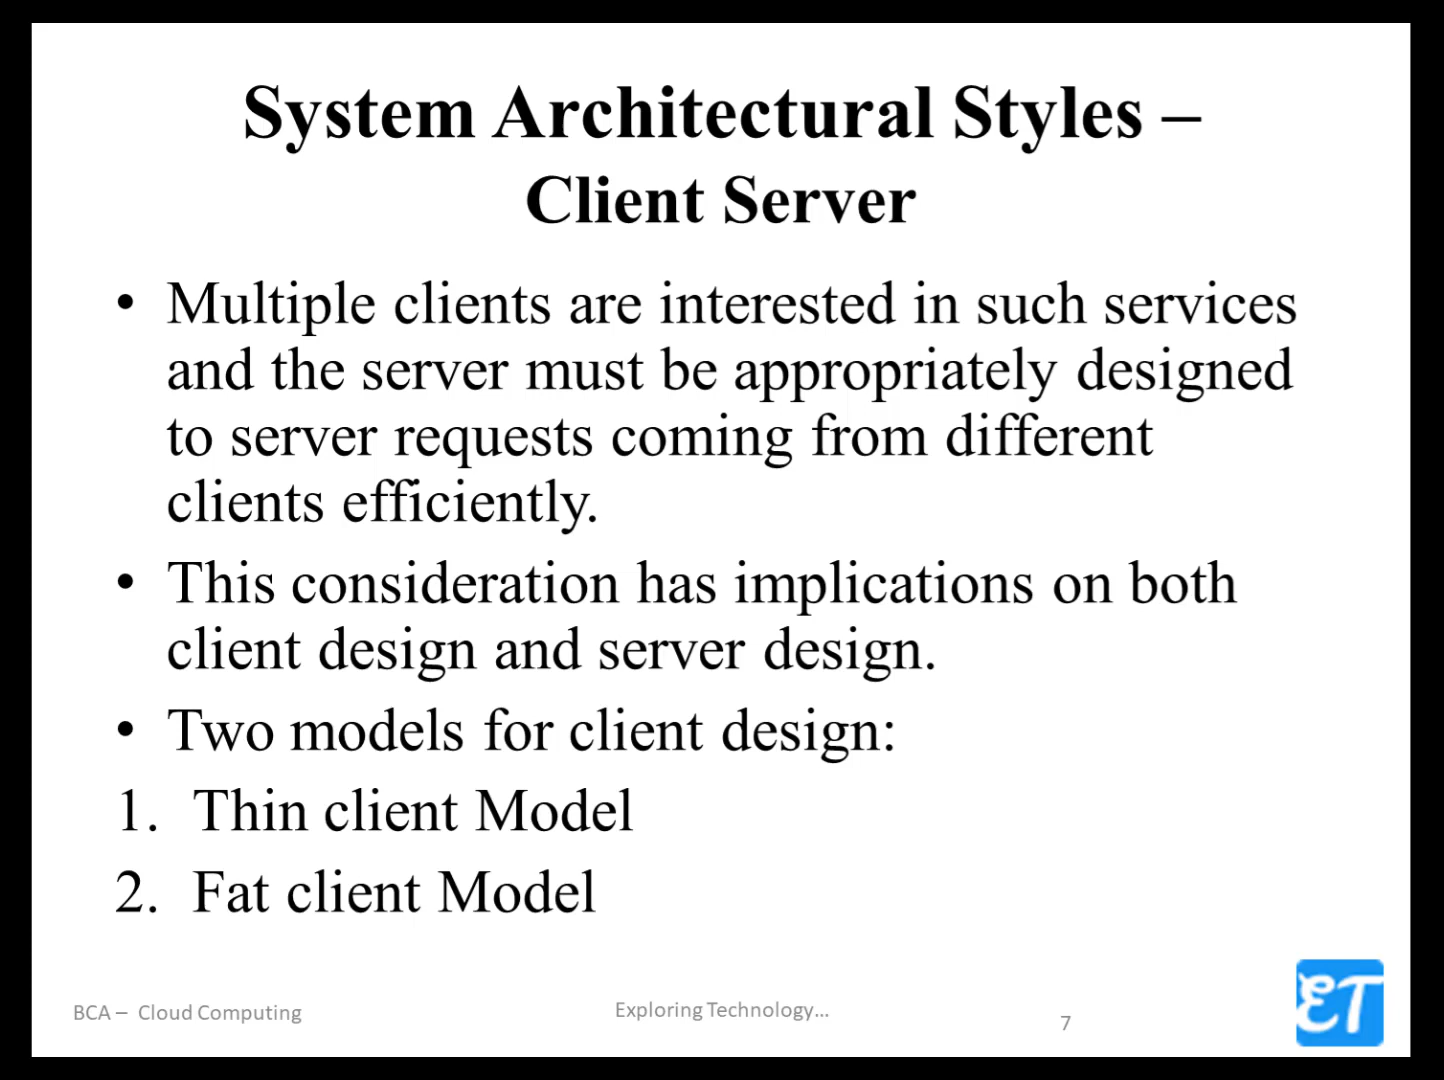 System Architectural Styles –
Client Server
• Multiple clients are interested in such services
and the server must be appropriately designed
to server requests coming from different
clients efficiently.
• This consideration has implications on both
client design and server design.
• Two models for client design:
1. Thin client Model
2. Fat client Model
BCA – Cloud Computing
Exploring Technology...
7
ET